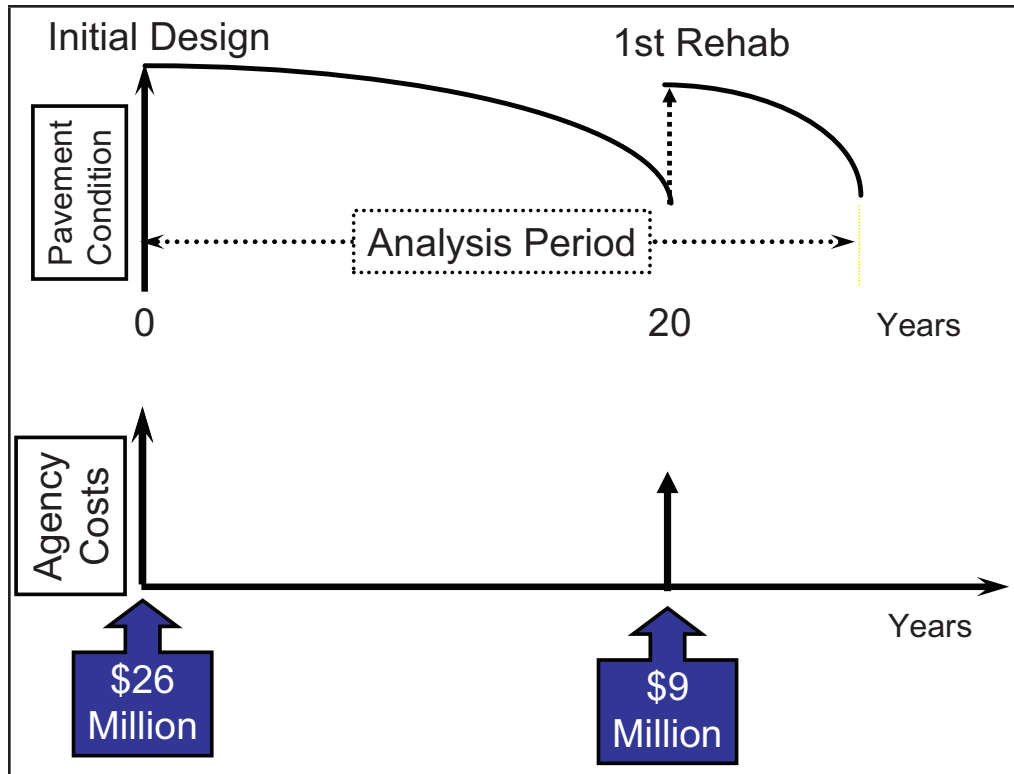 Initial Design
1st Rehab
Pavement
Condition
Analysis Period
0
20
Years
Agency
Costs
Years
$26
Million
$9
Million